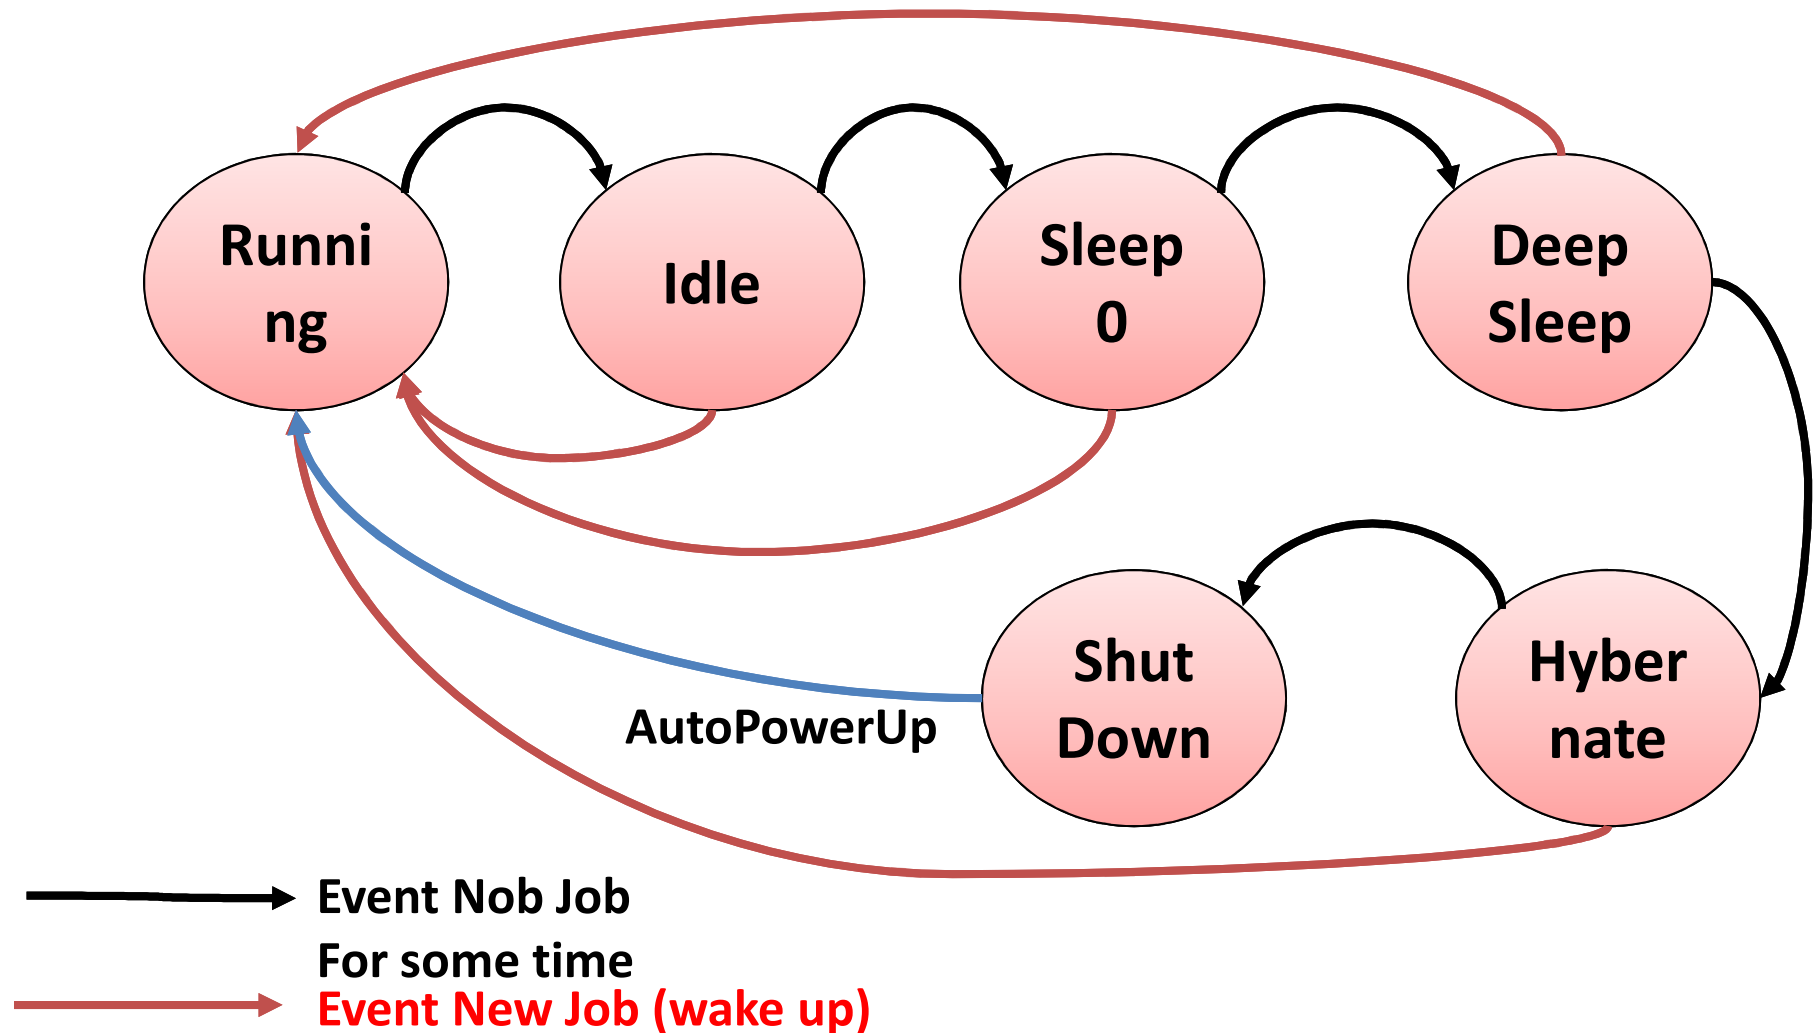 Runni
ng
Idle
Sleep
0
Deep
Sleep
Shut
Down
Hyber
nate
AutoPowerUp
Event Nob Job
For some time
Event New Job (wake up)